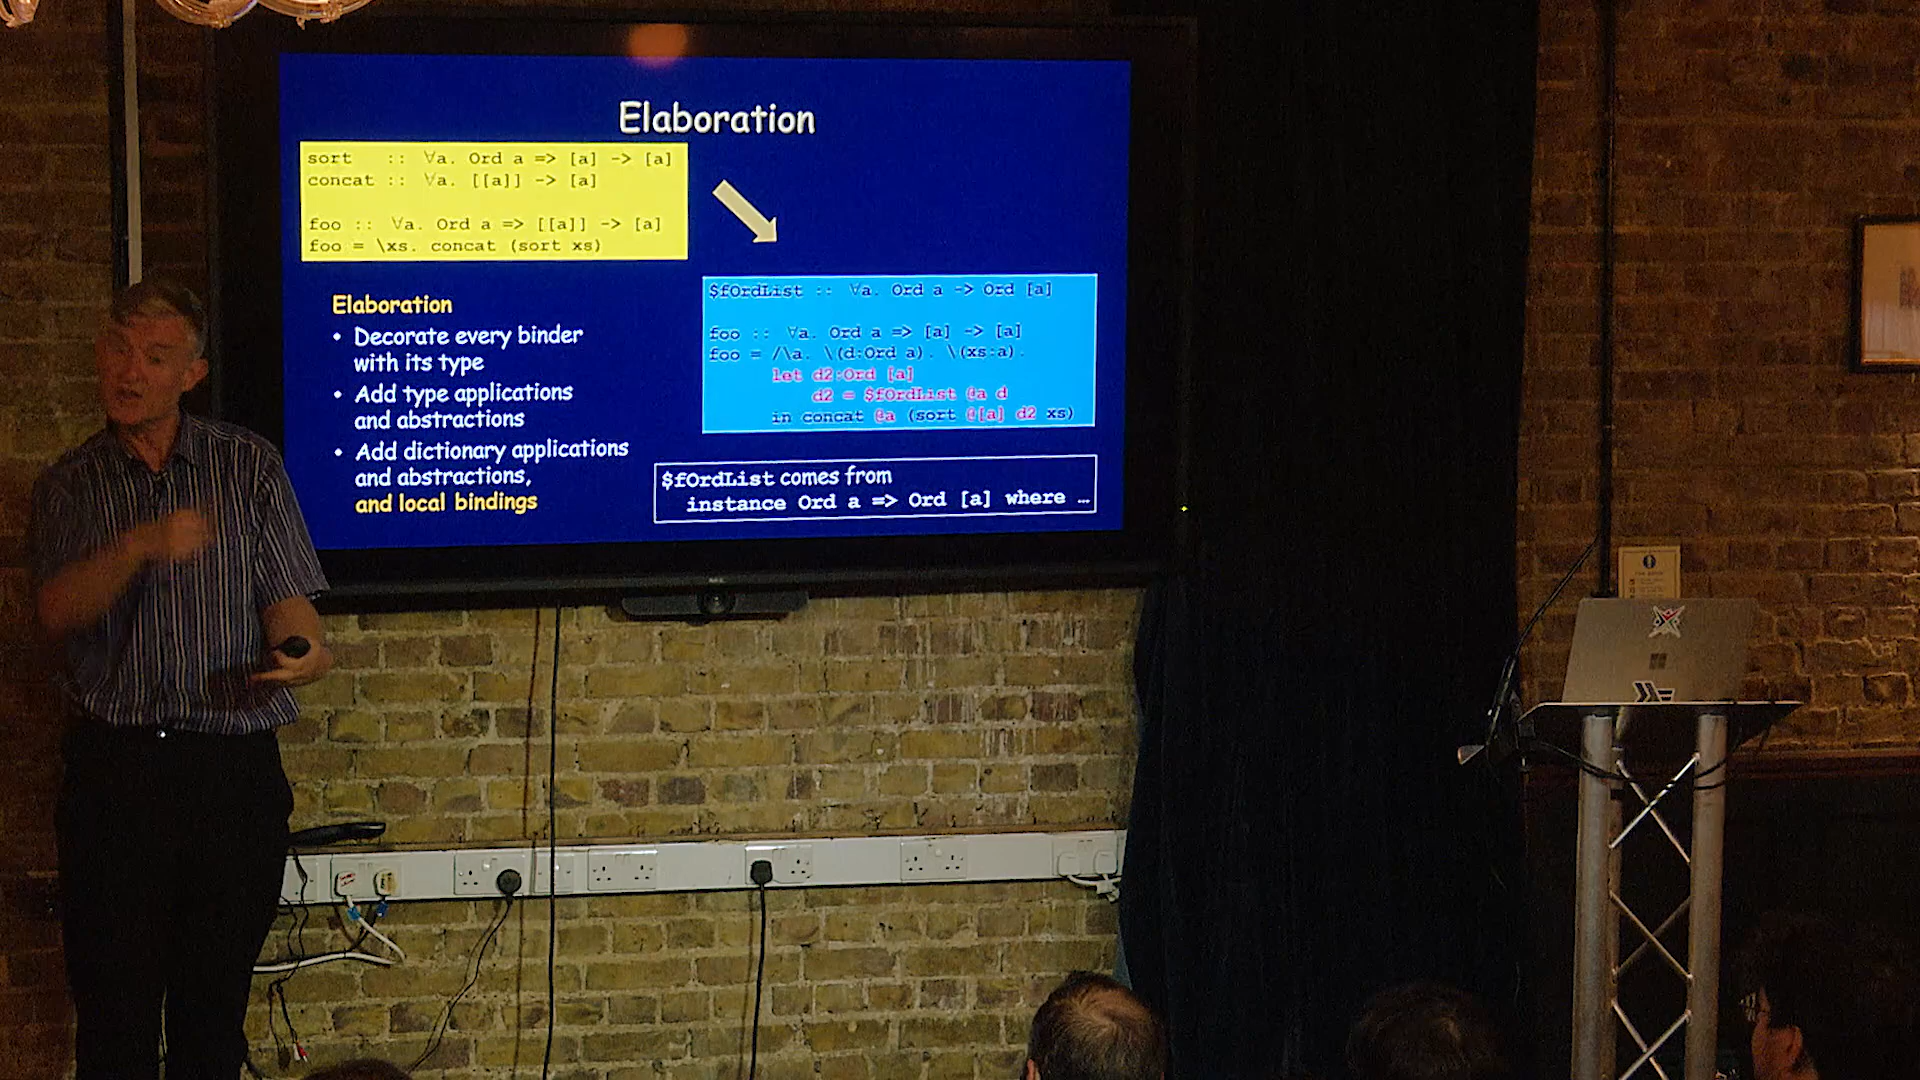 Elaboration
sort :: ∀a. Ord a => [a] -> [a]
concat :: ∀a. [[a]] -> [a]
foo :: ∀a. Ord a => [[a]] -> [a]
foo = \xs. concat (sort xs)
Elaboration
• Decorate every binder
with its type
• Add type applications
and abstractions
• Add dictionary applications
and abstractions,
and local bindings
$fOrdList :: ∀a. Ord a -> Ord [a]
foo :: ∀a. Ord a => [a] -> [a]
foo = /\a. \(d:Ord a). \(xs:a).
let d2:Ord [a]
d2 = $fOrdList @a d
in concat @a (sort @[a] d2 xs)
$fOrdList comes from
instance Ord a => Ord [a] where …